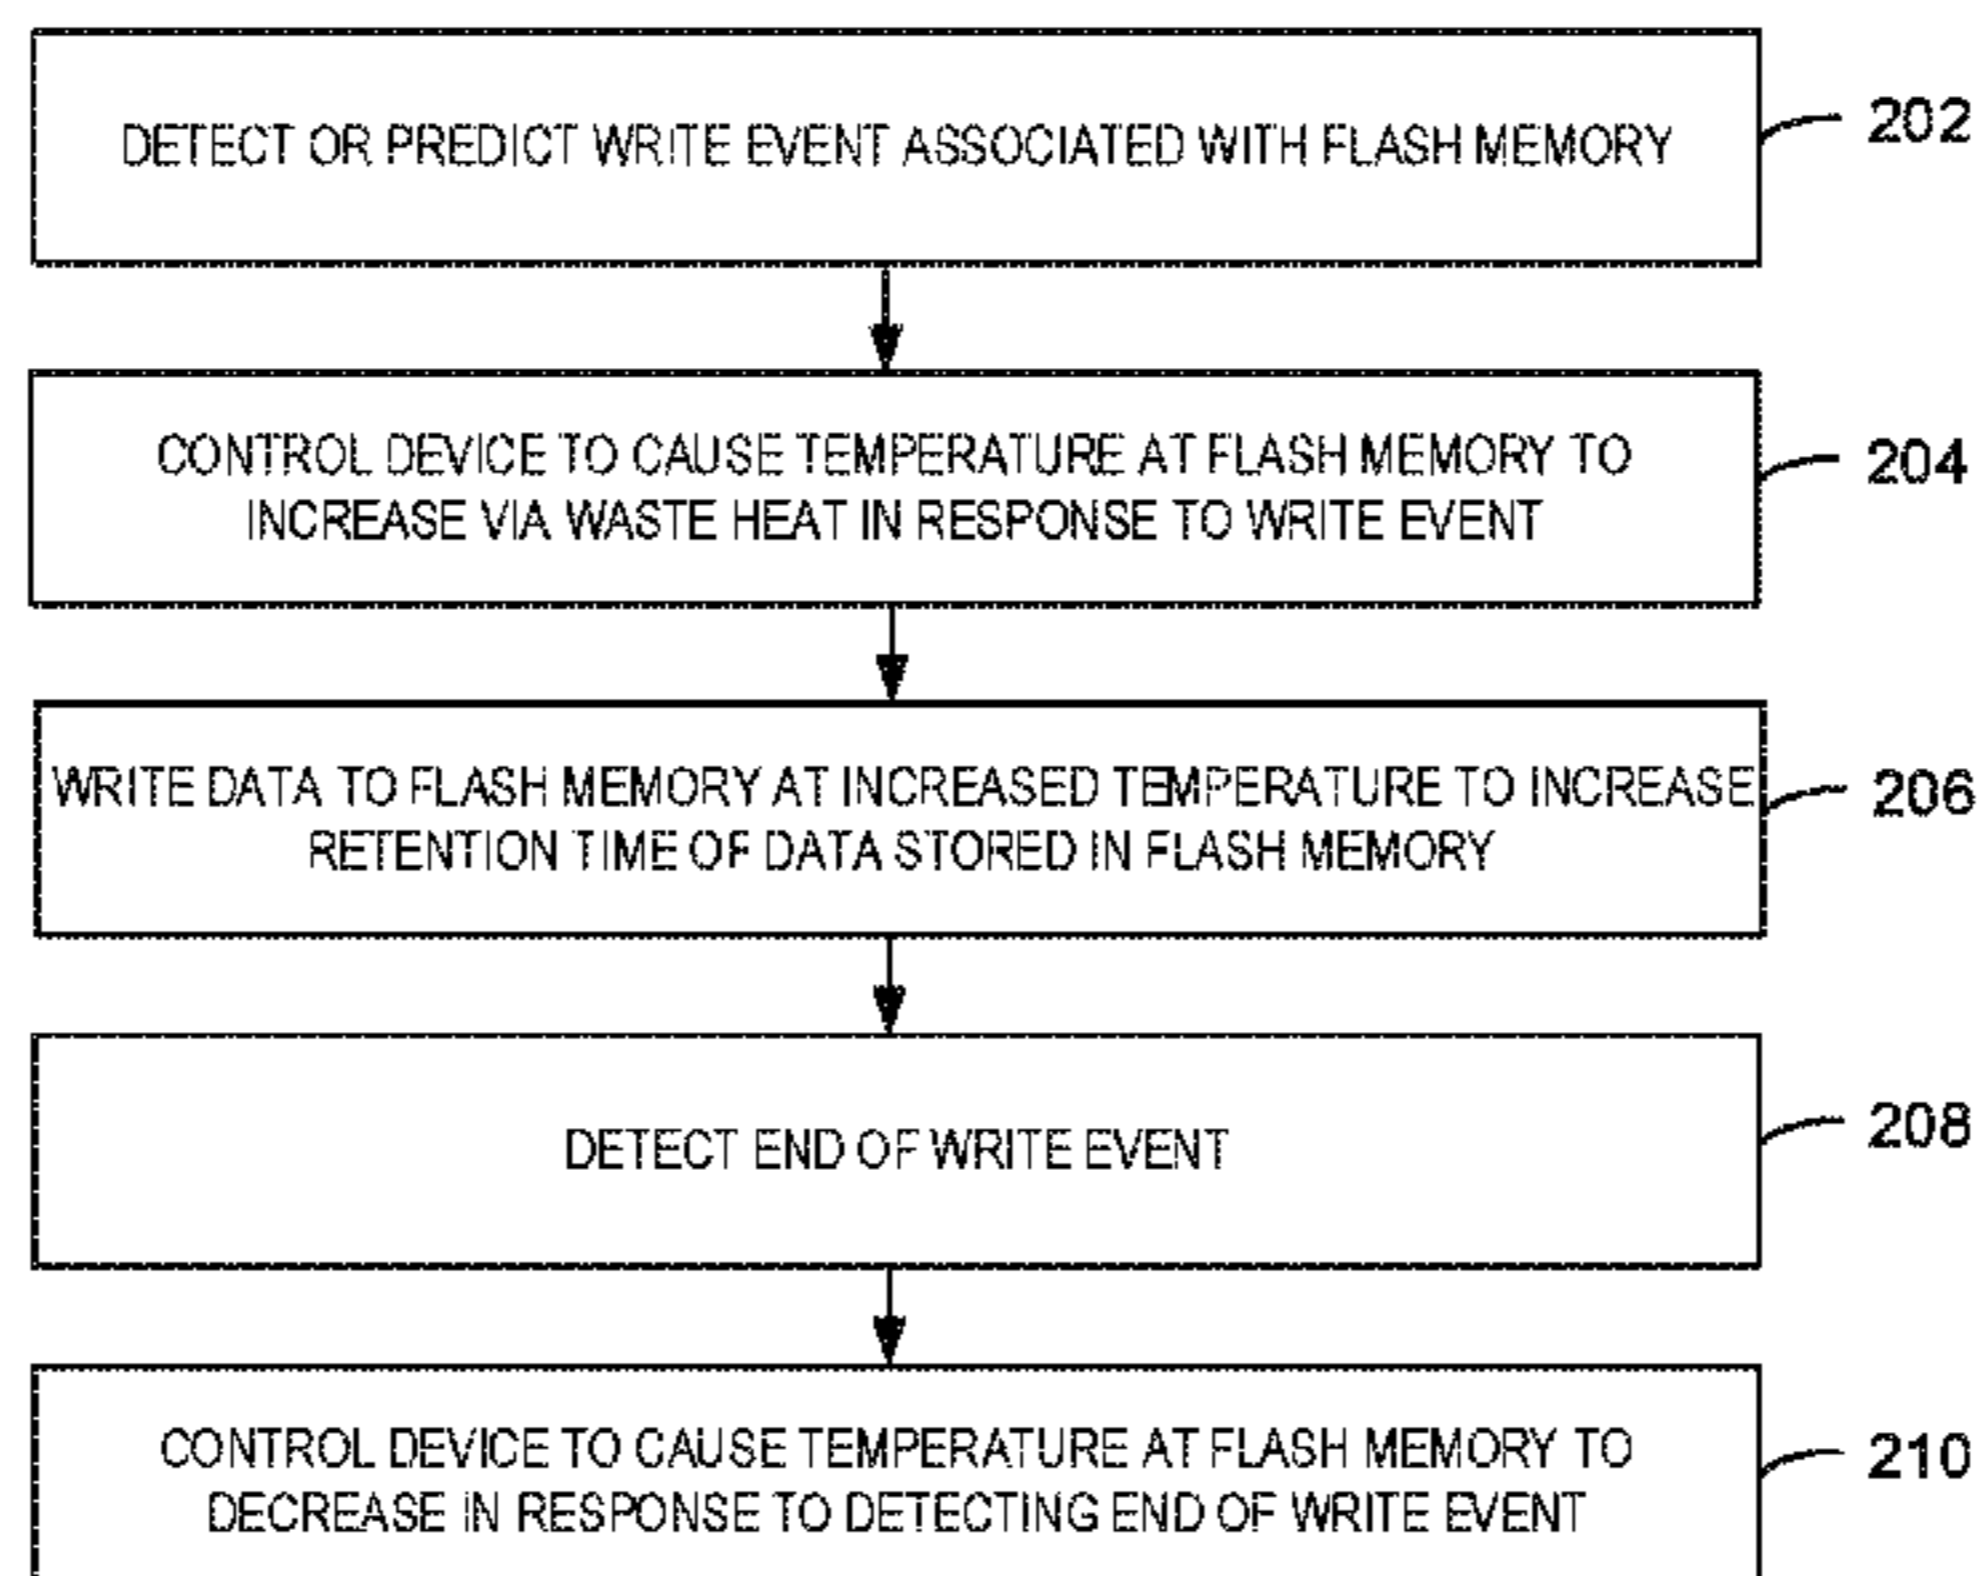 DETECT OR PREDICT WRITE EVENT ASSOCIATED WITH FLASH MEMORY
202
CONTROL DEVICE TO CAUSE TEMPERATURE AT FLASH MEMORY TO
INCREASE VIA WASTE HEAT IN RESPONSE TO WRITE EVENT
204
WRITE DATA TO FLASH MEMORY AT INCREASED TEMPERATURE TO INCREASE
RETENTION TIME OF DATA STORED IN FLASH MEMORY
206
DETECT END OF WRITE EVENT
208
CONTROL DEVICE TO CAUSE TEMPERATURE AT FLASH MEMORY TO
DECREASE IN RESPONSE TO DETECTING END OF WRITE EVENT
210